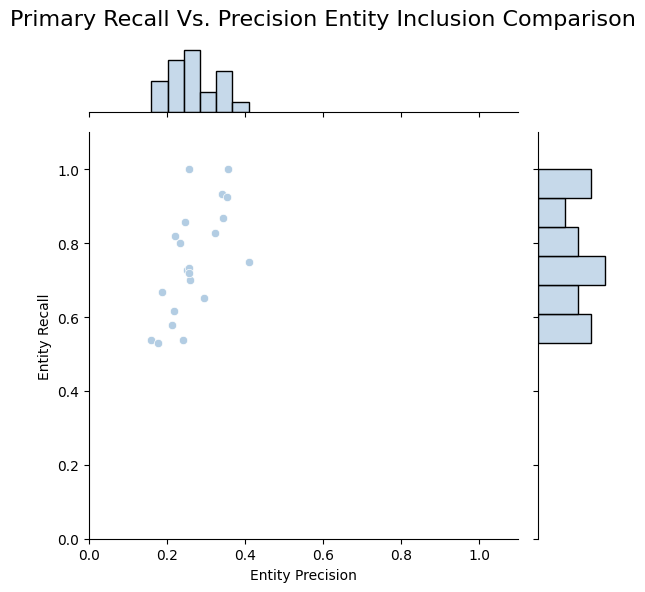 Primary Recall Vs. Precision Entity Inclusion Comparison
1.0
0.8
0.6
0.4
0.2
0.0
Entity Recall
0.0 0.2 0.4 0.6 0.8 1.0
Entity Precision